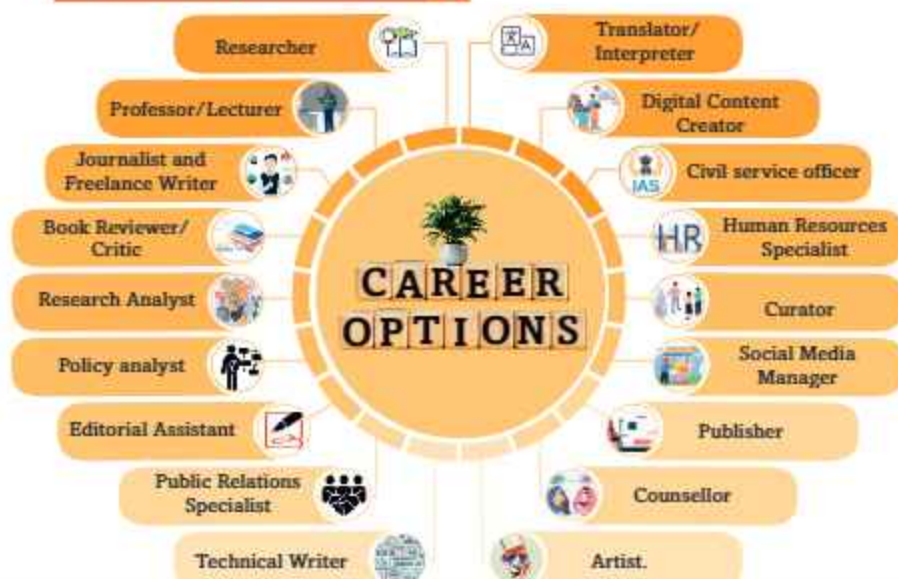 Researcher
Professor/Lecturer
Journalist and
Freelance Writer
Book Reviewer/
Critic
Research Analyst
Policy analyst
Editorial Assistant
Public Relations
Specialist
Technical Writer
CAREER
OPTIONS
Translator/
Interpreter
Digital Content
Creator
IAS
Civil service officer
HR
Human Resources
Specialist
Curator
Social Media
Manager
Publisher
Counsellor
Artist.